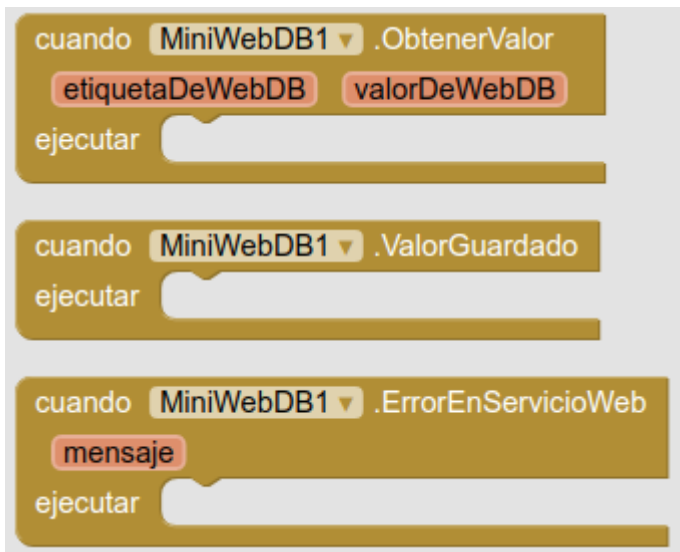 cuando MiniWebDB1 .ObtenerValor
etiquetaDeWebDB valorDeWebDB
ejecutar
cuando MiniWebDB1 .ValorGuardado
ejecutar
cuando MiniWebDB1 .ErrorEnServicioWeb
mensaje
ejecutar